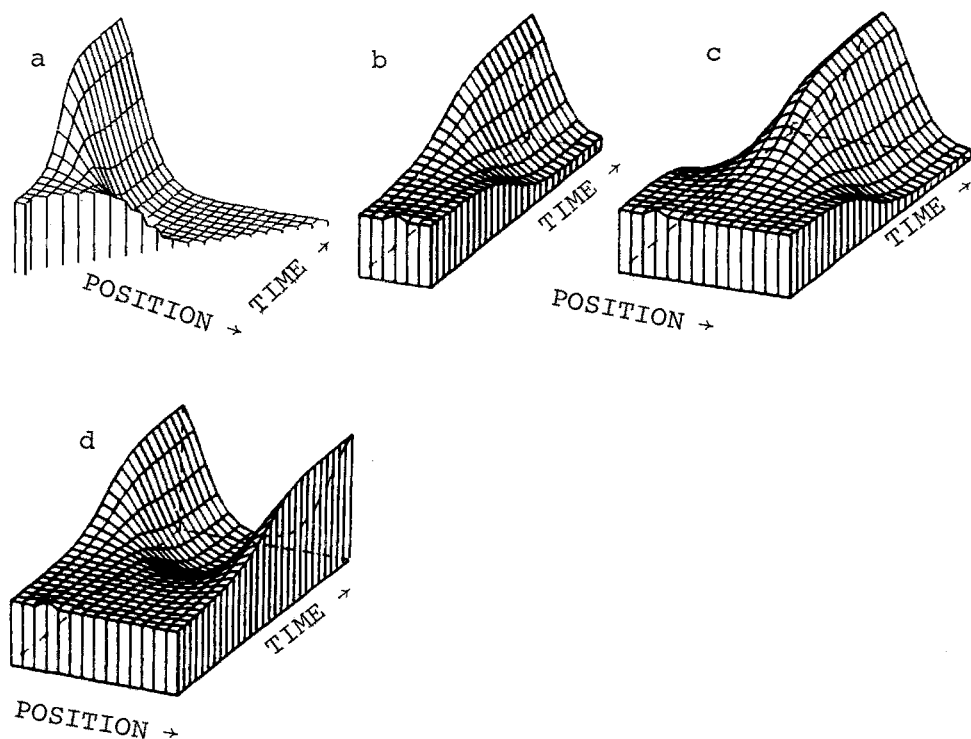 a
b
c
POSITION →
TIME →
TIME →
POSITION →
TIME →
d
POSITION →
TIME →